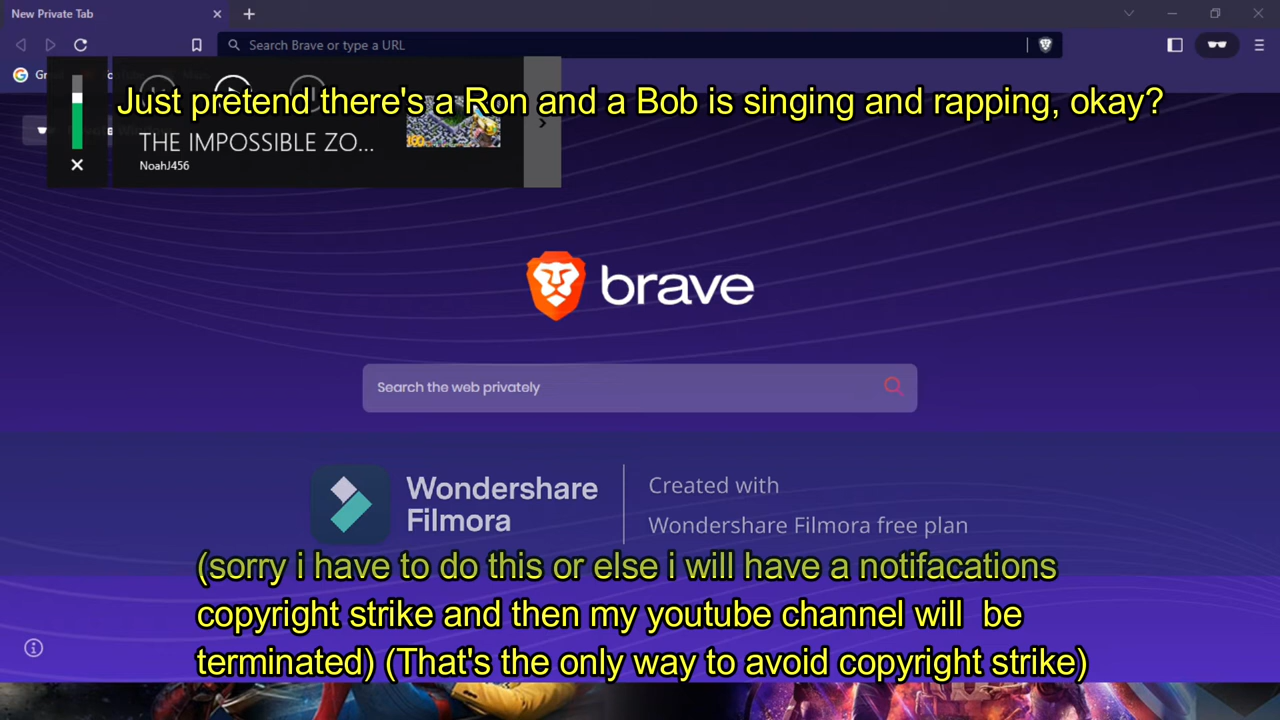 New Private Tab
Search Brave or type a URL
Just pretend there's a Ron and a Bob is singing and rapping, okay?
THE IMPOSSIBLE ZO...
NoahJ456
brave
Search the web privately
Wondershare
Filmora
Created with
Wondershare Filmora free plan
(sorry i have to do this or else i will have a notifacations
copyright strike and then my youtube channel will be
terminated) (That's the only way to avoid copyright strike)